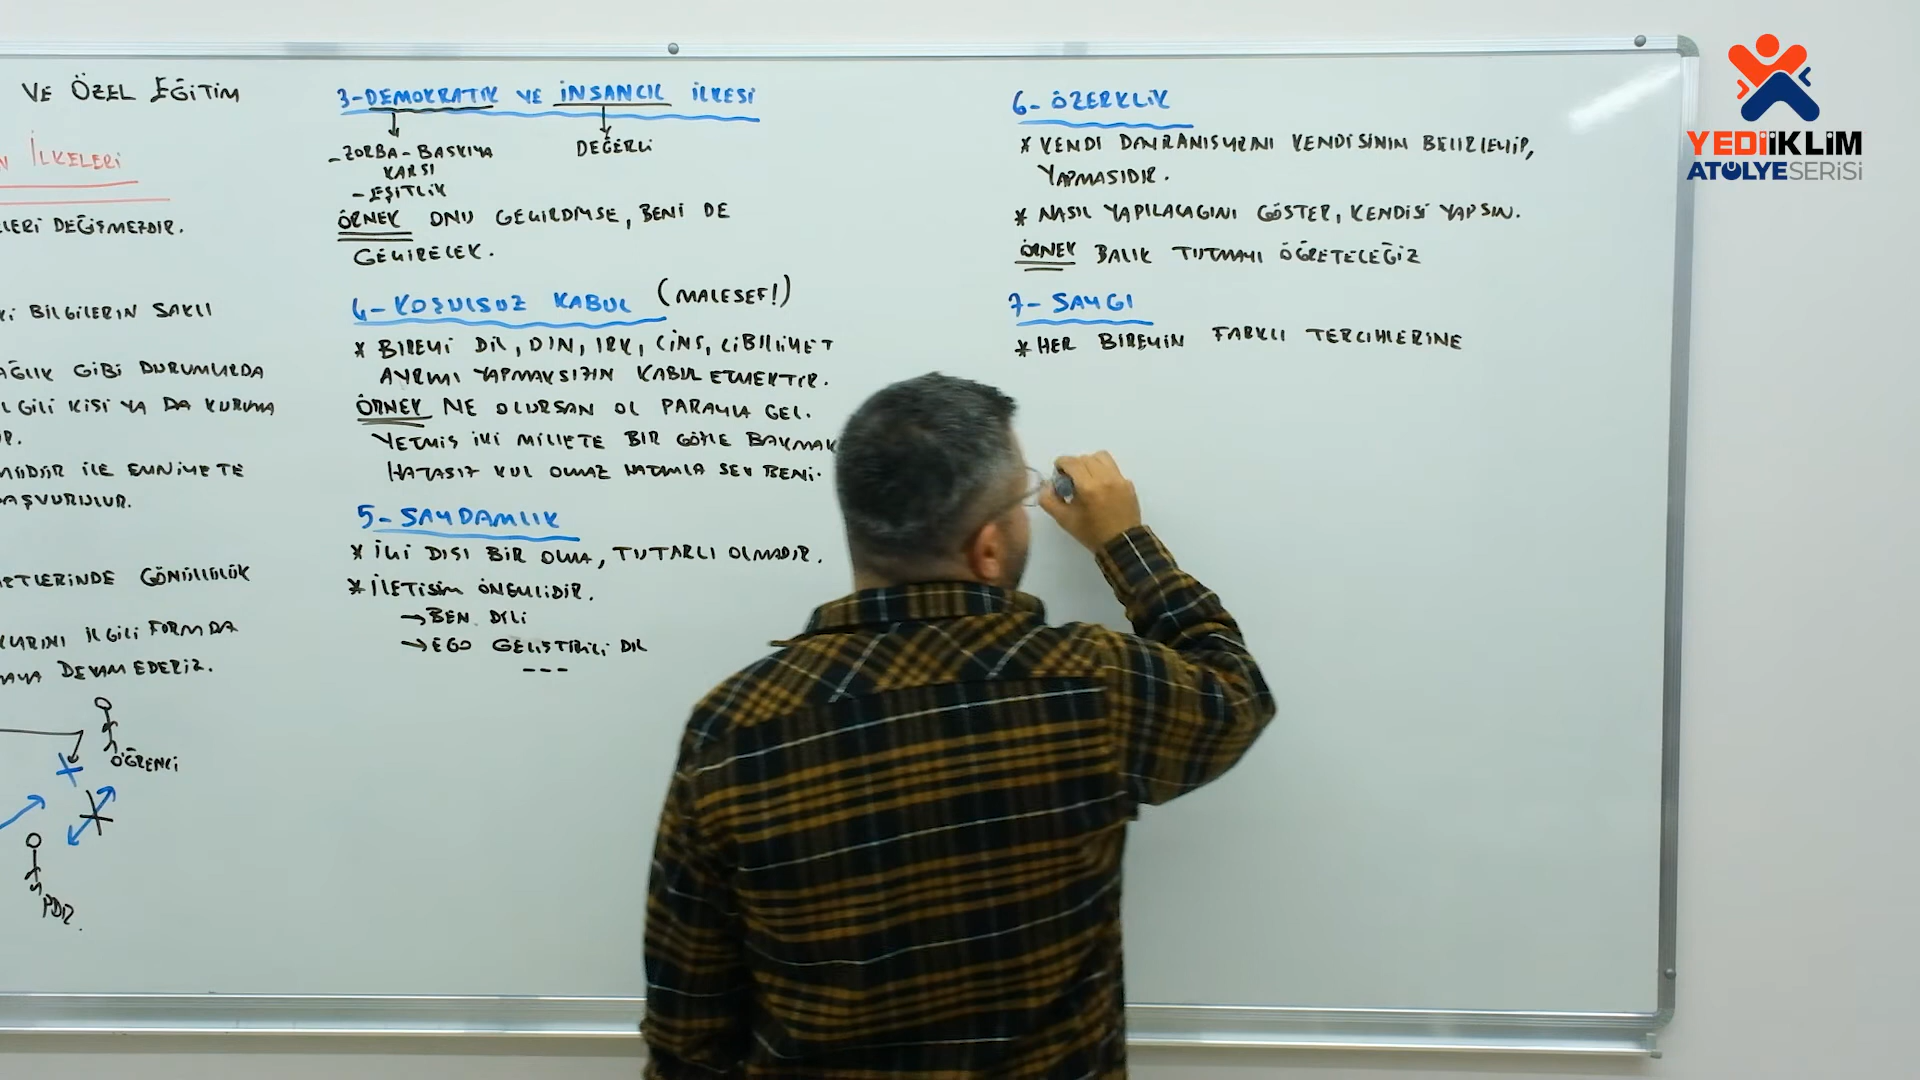 VE ÖZEL EĞİTİM
İLKELERİ
LERİ DEĞİŞMEZDİR.
Kİ BİLGİLERİN SAKLI
AĞLIK GİBİ DURUMLARDA
LGİLİ KİŞİ YA DA KURUMA
İLE EMNİYETE
AŞVURULUR.
ETLERİNDE GÖNÜLLÜLÜK
İLGİLİ FORMDA
DEVAM EDERİZ.
ÖĞRENCİ
PDR
3-DEMOKRATİK VE İNSANCIL İLKESİ
-ZORBA-BASKIYA
KARŞI
-EŞİTLİK
DEĞERLİ
ÖRNEK ONU GEÇİRDİYSE, BENİ DE
GEÇİRECEK.
4-KOŞULSUZ KABUL (MALESEF!)
* BİREYİ DİL, DİN, IRK, CİNS, CİBİLİYET
AYRIMI YAPMAKSIZIN KABUL ETMEKTİR.
ÖRNEK NE OLURSAN OL PARAYLA GEL.
YETMİŞ İKİ MİLLETE BİR GÖZLE BAKMAK
HATASIZ KUL OLMAZ HATAMLA SEV BENİ.
5-SAYDAMLIK
* İÇİ DIŞI BİR OLMA, TUTARLI OLMADIR.
* İLETİŞİM ÖNEMLİDİR.
→BEN DİLİ
→EGO GELİŞTİRİCİ DİL
---
6-ÖZERKLİK
* KENDİ DAVRANIŞLARINI KENDİSİNİN BELİRLEYİP,
YAPMASIDIR.
* NASIL YAPILACAĞINI GÖSTER, KENDİSİ YAPSIN.
ÖRNEK BALIK TUTMAYI ÖĞRETECEĞİZ
7-SAYGI
* HER BİREYİN FARKLI TERCİHLERİNE
YEDİİKLİM
ATÖLYESERİSİ